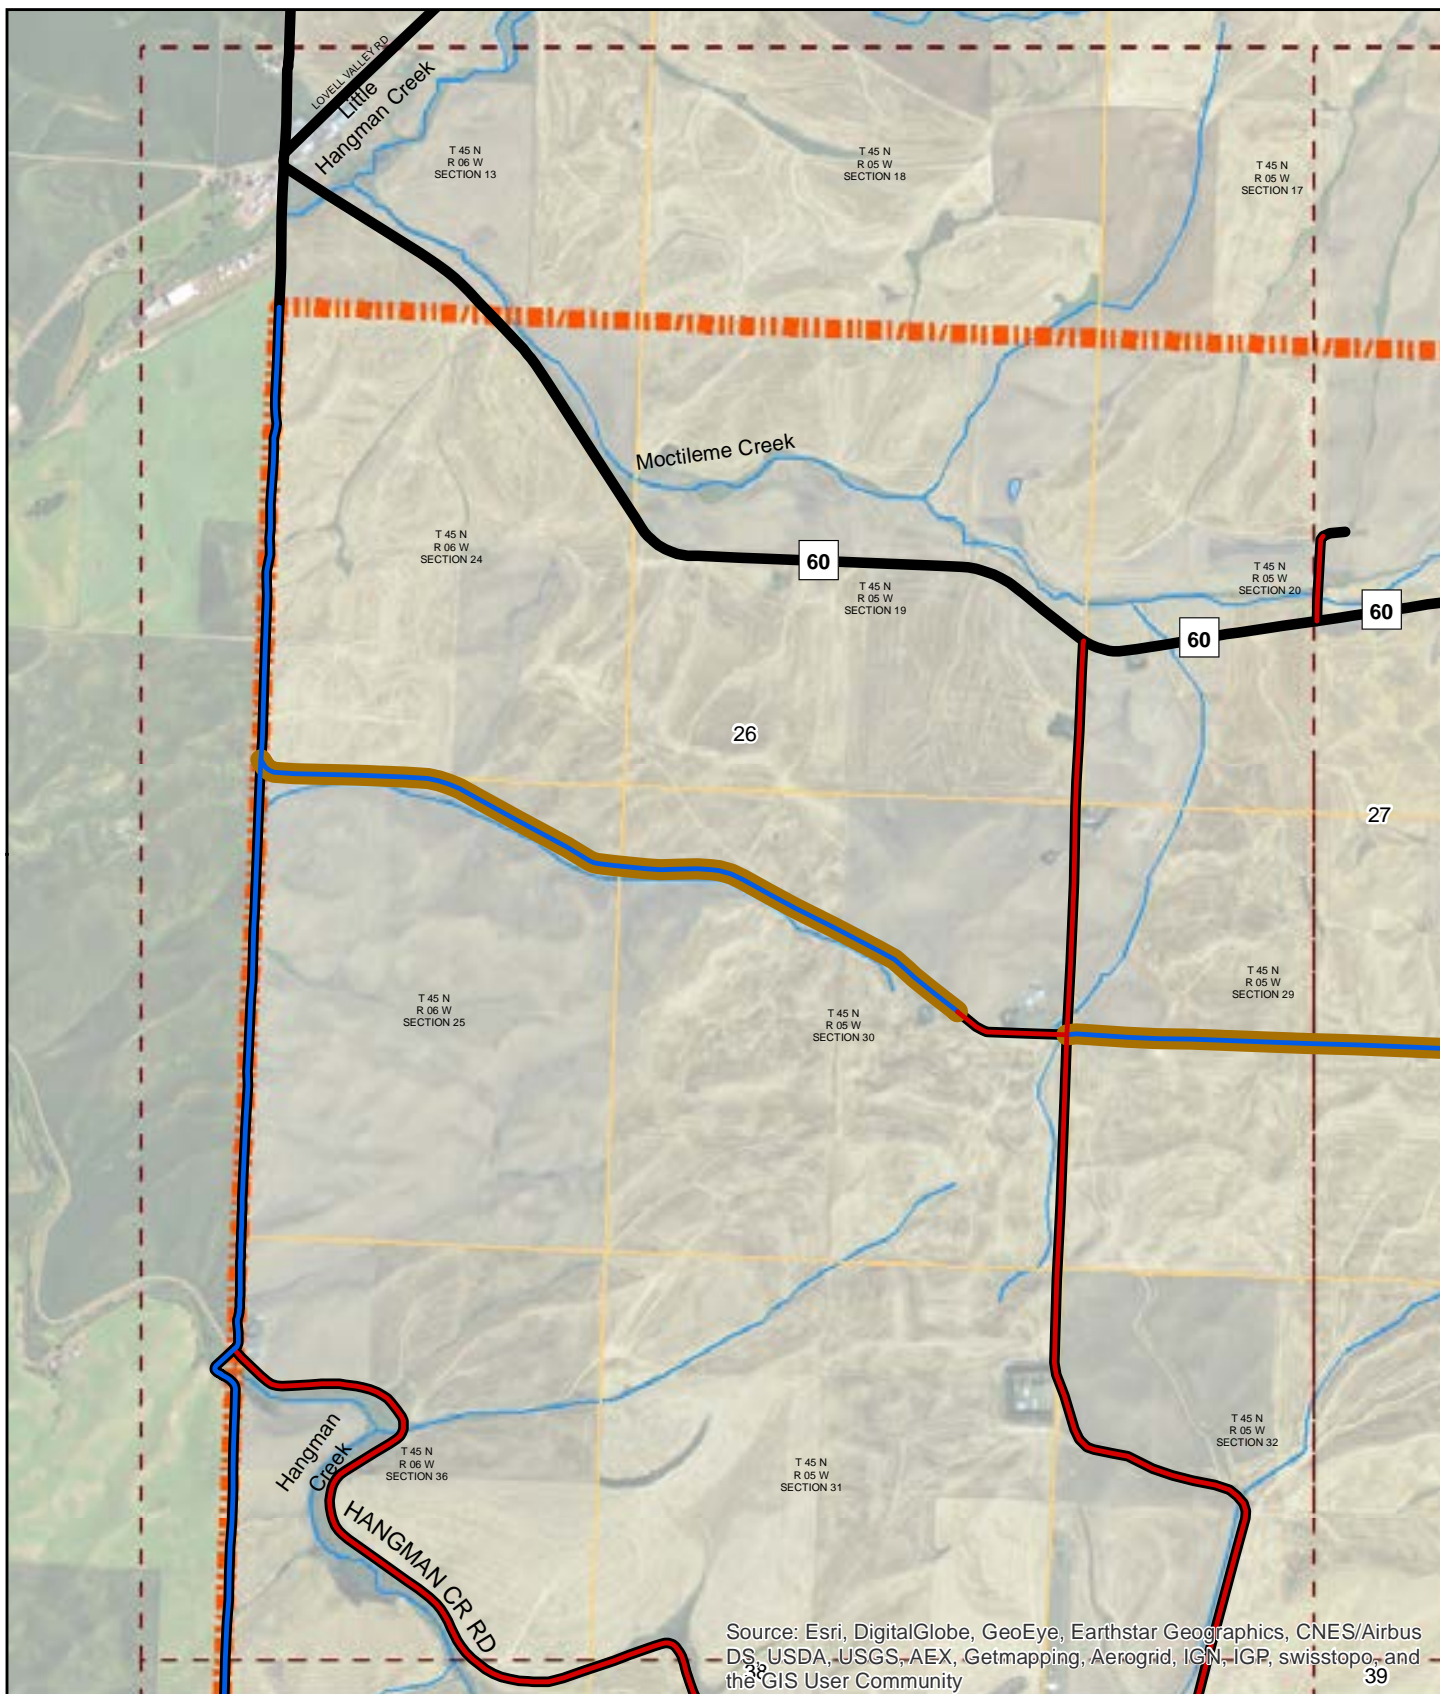 LOVELL VALLEY RD
Little
Hangman Creek
T 45 N
R 06 W
SECTION 13
T 45 N
R 05 W
SECTION 18
T 45 N
R 05 W
SECTION 17
Moctileme Creek
T 45 N
R 06 W
SECTION 24
60
T 45 N
R 05 W
SECTION 19
T 45 N
R 05 W
SECTION 20
60
60
26
27
T 45 N
R 06 W
SECTION 25
T 45 N
R 05 W
SECTION 30
T 45 N
R 05 W
SECTION 29
Hangman
Creek
T 45 N
R 06 W
SECTION 36
T 45 N
R 05 W
SECTION 31
T 45 N
R 05 W
SECTION 32
HANGMAN CR RD
Source: Esri, DigitalGlobe, GeoEye, Earthstar Geographics, CNES/Airbus
DS, USDA, USGS, AEX, Getmapping, Aerogrid, IGN, IGP, swisstopo, and
the GIS User Community
38
39